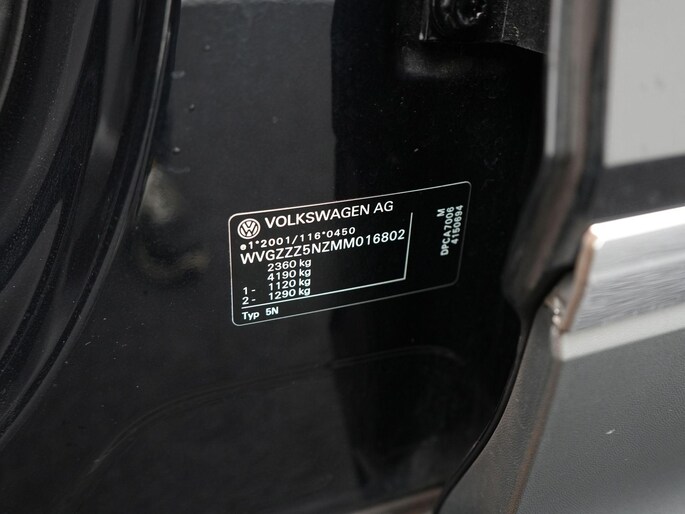 VOLKSWAGEN AG
e1*2001/116*0450
WVGZZZ5NZMM016802
2360 kg
4190 kg
1- 1120 kg
2- 1290 kg
Typ 5N
M
DPCA7006
4150694